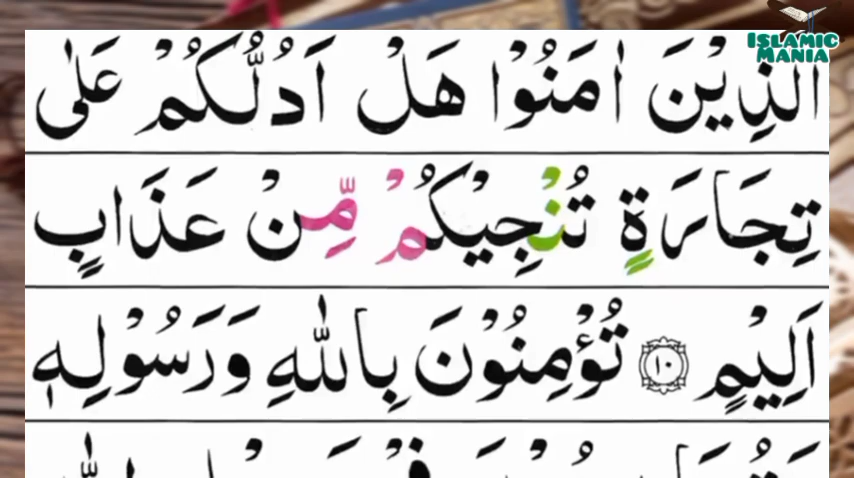 ISLAMIC
MANIA
الَّذِيْنَ اٰمَنُوْا هَلْ اَدُلُّكُمْ عَلٰى
تِجَارَةٍ تُنْجِيْكُمْ مِّنْ عَذَابٍ
اَلِيْمٍ ۝١٠ تُؤْمِنُوْنَ بِاللّٰهِ وَرَسُوْلِهٖ